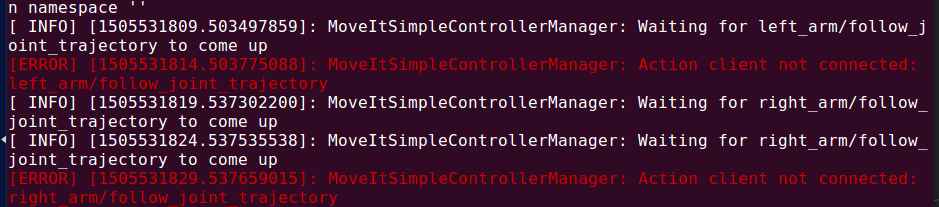 n namespace ''
[ INFO] [1505531809.503497859]: MoveItSimpleControllerManager: Waiting for left_arm/follow_j
oint_trajectory to come up
[ERROR] [1505531814.503775088]: MoveItSimpleControllerManager: Action client not connected:
left_arm/follow_joint_trajectory
[ INFO] [1505531819.537302200]: MoveItSimpleControllerManager: Waiting for right_arm/follow_
joint_trajectory to come up
[ INFO] [1505531824.537535538]: MoveItSimpleControllerManager: Waiting for right_arm/follow_
joint_trajectory to come up
[ERROR] [1505531829.537659015]: MoveItSimpleControllerManager: Action client not connected:
right_arm/follow_joint_trajectory